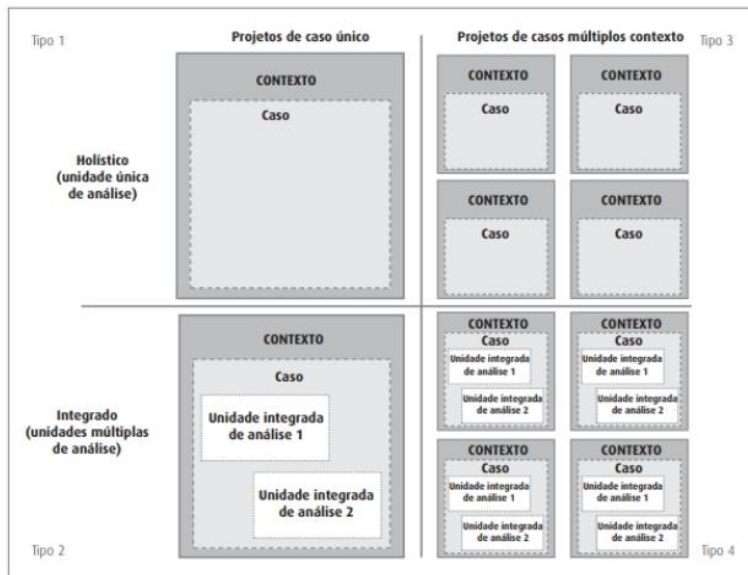 Tipo 1
Projetos de caso único
Projetos de casos múltiplos contexto
Tipo 3
Holístico
(unidade única
de análise)
CONTEXTO
Caso
CONTEXTO
Caso
CONTEXTO
Caso
CONTEXTO
Caso
CONTEXTO
Caso
Integrado
(unidades múltiplas
de análise)
CONTEXTO
Caso
Unidade integrada
de análise 1
Unidade integrada
de análise 2
CONTEXTO
Caso
Unidade integrada
de análise 1
Unidade integrada
de análise 2
CONTEXTO
Caso
Unidade integrada
de análise 1
Unidade integrada
de análise 2
CONTEXTO
Caso
Unidade integrada
de análise 1
Unidade integrada
de análise 2
CONTEXTO
Caso
Unidade integrada
de análise 1
Unidade integrada
de análise 2
Tipo 2
Tipo 4